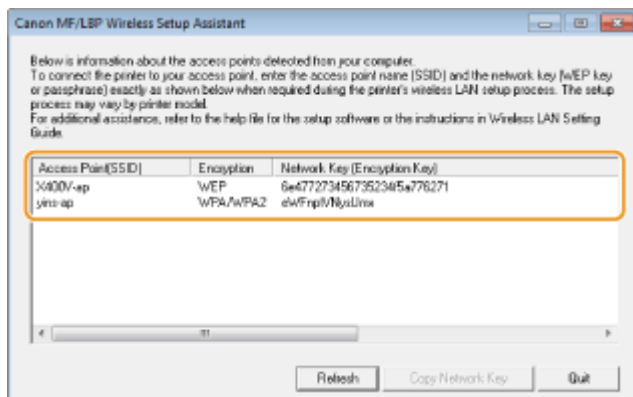 Canon MF/LBP Wireless Setup Assistant
Below is information about the access points detected from your computer.
To connect the printer to your access point, enter the access point name (SSID) and the network key (WEP key
or passphrase) exactly as shown below when required during the printer's wireless LAN setup process. The setup
process may vary by printer model.
For additional assistance, refer to the help file for the setup software or the instructions in Wireless LAN Setting
Guide.
Access Point(SSID) Encryption Network Key (Encryption Key)
X400V-ap WEP
yins-ap WPA/WPA2
Refresh Copy Network Key Quit